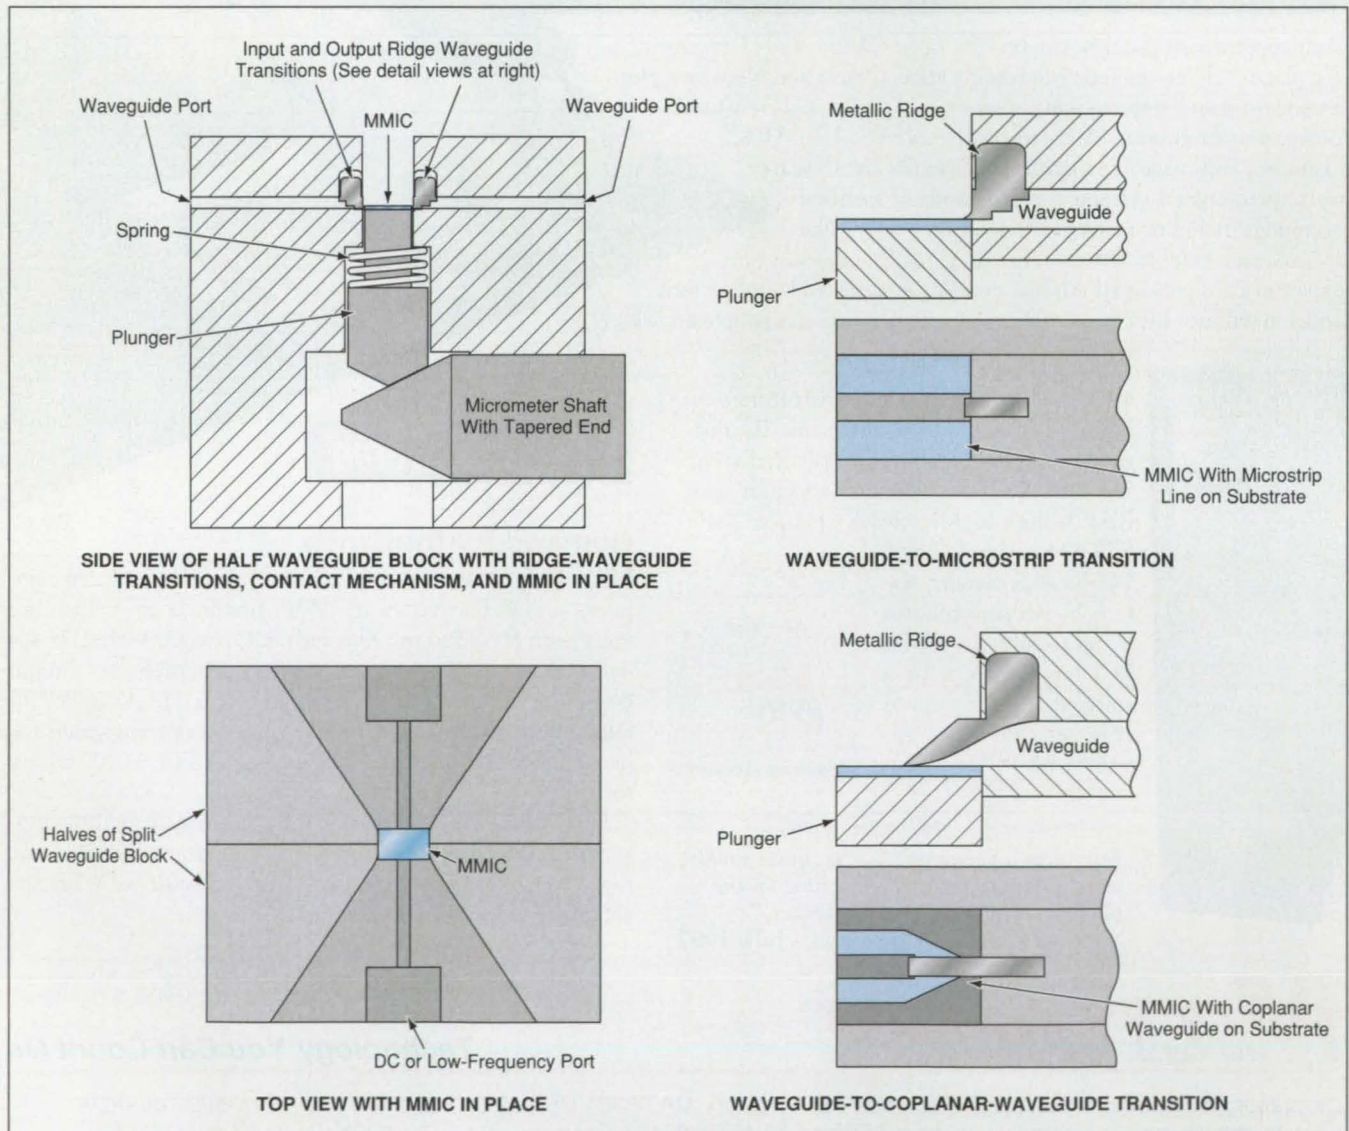 Input and Output Ridge Waveguide
Transitions (See detail views at right)
Waveguide Port
MMIC
Waveguide Port
Spring
Plunger
Micrometer Shaft
With Tapered End
SIDE VIEW OF HALF WAVEGUIDE BLOCK WITH RIDGE-WAVEGUIDE
TRANSITIONS, CONTACT MECHANISM, AND MMIC IN PLACE
Metallic Ridge
Waveguide
Plunger
MMIC With Microstrip
Line on Substrate
WAVEGUIDE-TO-MICROSTRIP TRANSITION
Halves of Split
Waveguide Block
MMIC
DC or Low-Frequency Port
TOP VIEW WITH MMIC IN PLACE
Metallic Ridge
Waveguide
Plunger
MMIC With Coplanar
Waveguide on Substrate
WAVEGUIDE-TO-COPLANAR-WAVEGUIDE TRANSITION